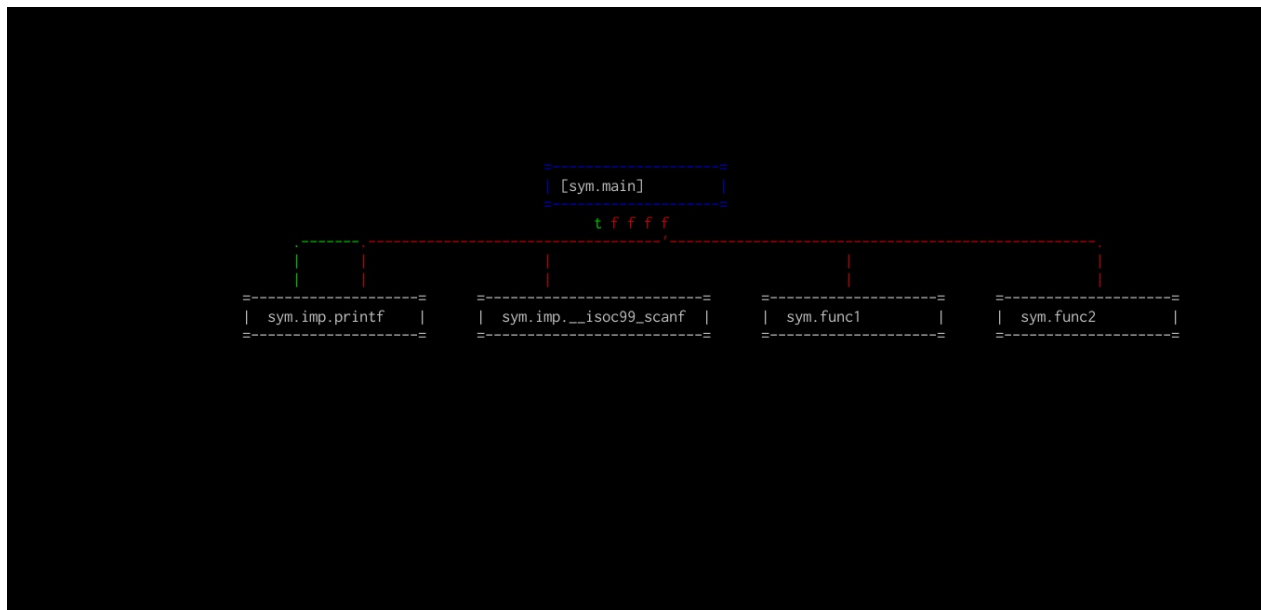 [sym.main]
t f f f f
sym.imp.printf
sym.imp.__isoc99_scanf
sym.func1
sym.func2